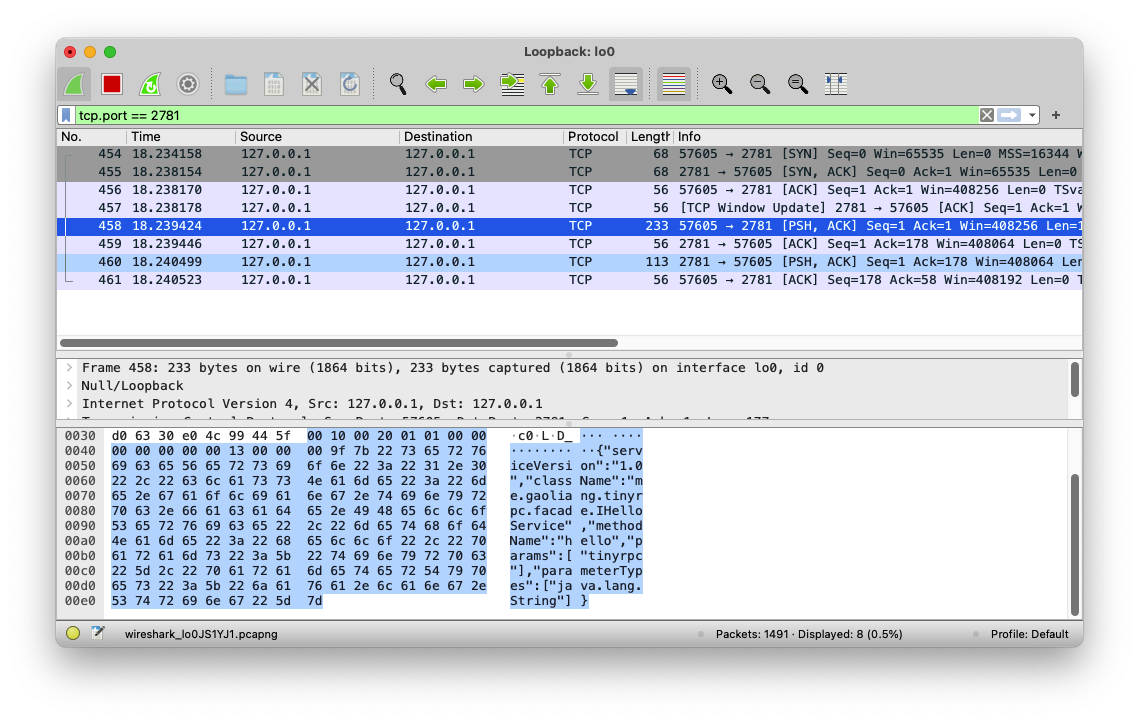 Loopback: lo0
tcp.port == 2781
No. Time Source Destination Protocol Length Info
454 18.234158 127.0.0.1 127.0.0.1 TCP 68 57605 → 2781 [SYN] Seq=0 Win=65535 Len=0 MSS=16344 W
455 18.238154 127.0.0.1 127.0.0.1 TCP 68 2781 → 57605 [SYN, ACK] Seq=0 Ack=1 Win=65535 Len=0
456 18.238170 127.0.0.1 127.0.0.1 TCP 56 57605 → 2781 [ACK] Seq=1 Ack=1 Win=408256 Len=0 TSva
457 18.238178 127.0.0.1 127.0.0.1 TCP 56 [TCP Window Update] 2781 → 57605 [ACK] Seq=1 Ack=1 W
458 18.239424 127.0.0.1 127.0.0.1 TCP 233 57605 → 2781 [PSH, ACK] Seq=1 Ack=1 Win=408256 Len=1
459 18.239446 127.0.0.1 127.0.0.1 TCP 56 2781 → 57605 [ACK] Seq=1 Ack=178 Win=408064 Len=0 TS
460 18.240499 127.0.0.1 127.0.0.1 TCP 113 2781 → 57605 [PSH, ACK] Seq=1 Ack=178 Win=408064 Len
461 18.240523 127.0.0.1 127.0.0.1 TCP 56 57605 → 2781 [ACK] Seq=178 Ack=58 Win=408192 Len=0 T
Frame 458: 233 bytes on wire (1864 bits), 233 bytes captured (1864 bits) on interface lo0, id 0
Null/Loopback
Internet Protocol Version 4, Src: 127.0.0.1, Dst: 127.0.0.1
0030 d0 63 30 e0 4c 99 44 5f 00 10 00 20 01 01 00 00 ·c0·L·D_ ··· ····
0040 00 00 00 00 00 13 00 00 00 9f 7b 22 73 65 72 76 ········ ··{"serv
0050 69 63 65 56 65 72 73 69 6f 6e 22 3a 22 31 2e 30 iceVersi on":"1.0
0060 22 2c 22 63 6c 61 73 73 4e 61 6d 65 22 3a 22 6d ","class Name":"m
0070 65 2e 67 61 6f 6c 69 61 6e 67 2e 74 69 6e 79 72 e.gaolia ng.tinyr
0080 70 63 2e 66 61 63 61 64 65 2e 49 48 65 6c 6c 6f pc.facad e.IHello
0090 53 65 72 76 69 63 65 22 2c 22 6d 65 74 68 6f 64 Service" ,"method
00a0 4e 61 6d 65 22 3a 22 68 65 6c 6c 6f 22 2c 22 70 Name":"h ello","p
00b0 61 72 61 6d 73 22 3a 5b 22 74 69 6e 79 72 70 63 arams":[ "tinyrpc
00c0 22 5d 2c 22 70 61 72 61 6d 65 74 65 72 54 79 70 "],"para meterTyp
00d0 65 73 22 3a 5b 22 6a 61 76 61 2e 6c 61 6e 67 2e es":["ja va.lang.
00e0 53 74 72 69 6e 67 22 5d 7d String"] }
wireshark_lo0JS1YJ1.pcapng Packets: 1491 · Displayed: 8 (0.5%) Profile: Default